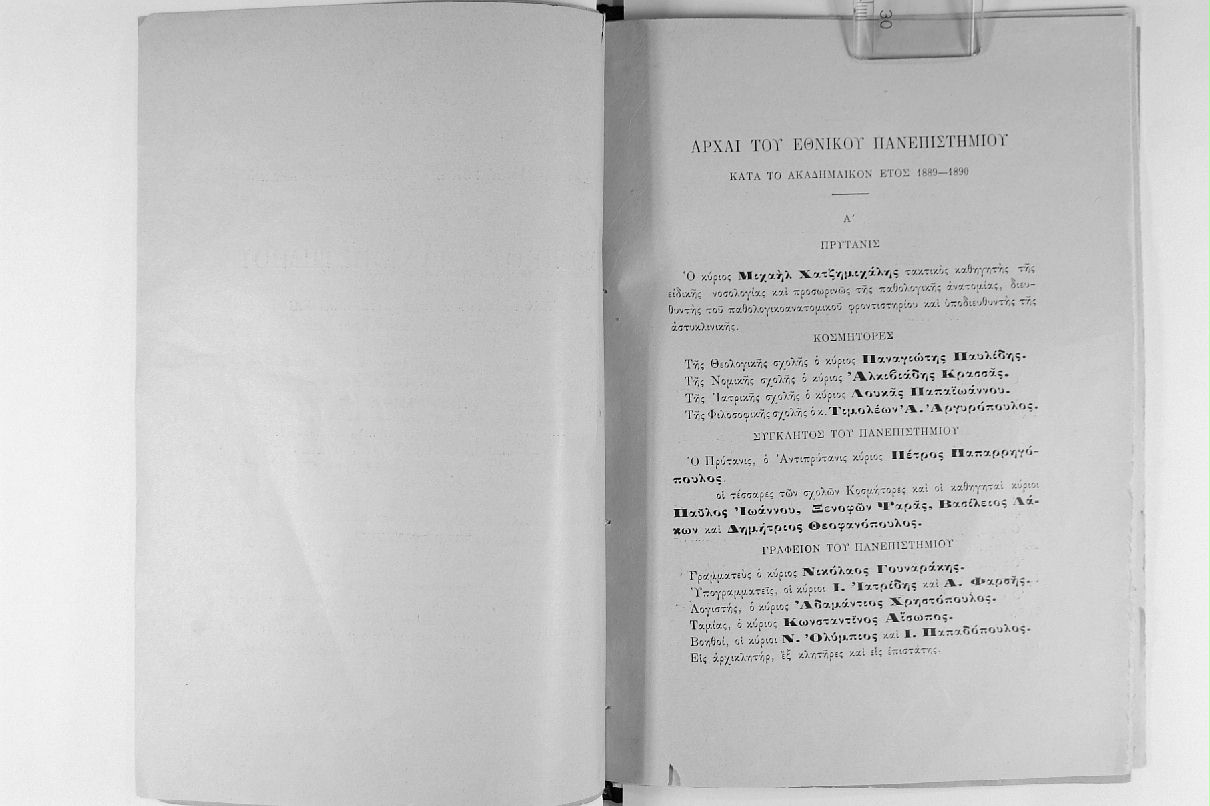 30
ΑΡΧΑΙ ΤΟΥ ΕΘΝΙΚΟΥ ΠΑΝΕΠΙΣΤΗΜΙΟΥ
ΚΑΤΑ ΤΟ ΑΚΑΔΗΜΑΙΚΟΝ ΕΤΟΣ 1889—1890
Α΄
ΠΡΥΤΑΝΙΣ
Ὁ κύριος Μιχαὴλ Χατζημιχάλης τακτικὸς καθηγητὴς τῆς
εἰδικῆς νοσολογίας καὶ προσωρινῶς τῆς παθολογικῆς ἀνατομίας, διευ-
θυντὴς τοῦ παθολογικοανατομικοῦ φροντιστηρίου καὶ ὑποδιευθυντὴς τῆς
ἀστυκλινικῆς.
ΚΟΣΜΗΤΟΡΕΣ
Τῆς Θεολογικῆς σχολῆς ὁ κύριος Παναγιώτης Παυλίδης.
Τῆς Νομικῆς σχολῆς ὁ κύριος Ἀλκιβιάδης Κρασσᾶς.
Τῆς Ἰατρικῆς σχολῆς ὁ κύριος Λουκᾶς Παπαϊωάννου.
Τῆς Φιλοσοφικῆς σχολῆς ὁ κ. Τιμολέων Ἀ. Ἀργυρόπουλος.
ΣΥΓΚΛΗΤΟΣ ΤΟΥ ΠΑΝΕΠΙΣΤΗΜΙΟΥ
Ὁ Πρύτανις, ὁ Ἀντιπρύτανις κύριος Πέτρος Παπαρρηγό-
πουλος
οἱ τέσσαρες τῶν σχολῶν Κοσμήτορες καὶ οἱ καθηγηταὶ κύριοι
Παῦλος Ἰωάννου, Ξενοφῶν Ψαρᾶς, Βασίλειος Λά-
κων καὶ Δημήτριος Θεοφανόπουλος.
ΓΡΑΦΕΙΟΝ ΤΟΥ ΠΑΝΕΠΙΣΤΗΜΙΟΥ
Γραμματεὺς ὁ κύριος Νικόλαος Γουναράκης.
Ὑπογραμματεῖς, οἱ κύριοι Ι. Ἰατρίδης καὶ Α. Φαρσῆς.
Λογιστής, ὁ κύριος Ἀδαμάντιος Χρηστόπουλος.
Ταμίας, ὁ κύριος Κωνσταντῖνος Αἴσωπος.
Βοηθοί, οἱ κύριοι Ν. Ὀλύμπιος καὶ Ι. Παπαδόπουλος.
Εἷς ἀρχικλητήρ, ἓξ κλητῆρες καὶ εἷς ἐπιστάτης.